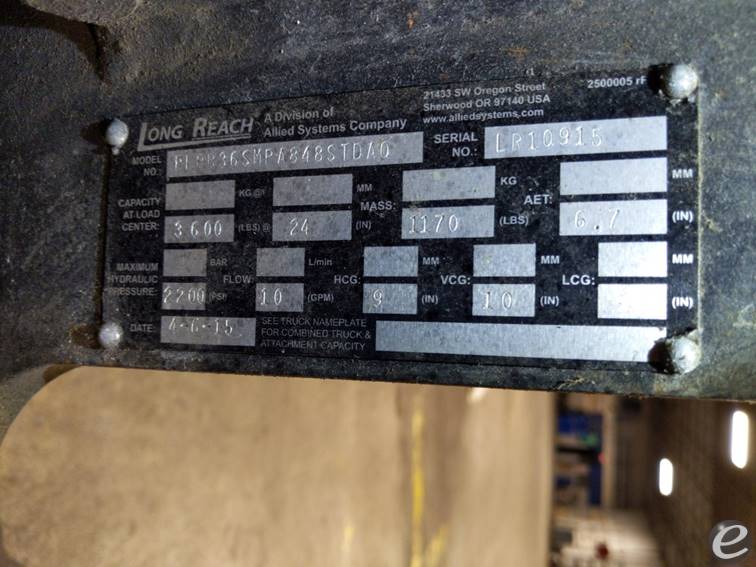 LONG REACH
A Division of
Allied Systems Company
21433 SW Oregon Street
Sherwood OR 97140 USA
www.alliedsystems.com
2500005
MODEL NO.:
SERIAL NO.: LR10915
CAPACITY AT LOAD CENTER:
KG @ MM
3600 (LBS) @ 24 (IN)
MASS:
KG
1170 (LBS)
AET:
MM
6.7 (IN)
MAXIMUM HYDRAULIC PRESSURE:
BAR
2200 PSI
FLOW:
L/min
10 (GPM)
HCG:
MM
9 (IN)
VCG:
MM
10 (IN)
LCG:
MM
(IN)
DATE: 4-6-15
SEE TRUCK NAMEPLATE
FOR COMBINED TRUCK &
ATTACHMENT CAPACITY
e